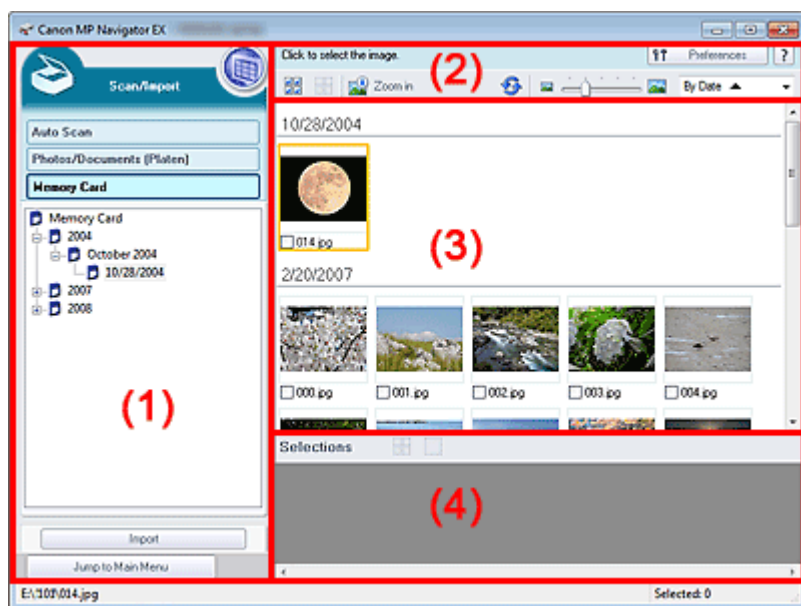 Canon MP Navigator EX
Scan/Import
Auto Scan
Photos/Documents (Platen)
Memory Card
Memory Card
2004
October 2004
10/28/2004
2007
2008
(1)
Import
Jump to Main Menu
Click to select the image.
Preferences
?
(2)
Zoom in
By Date
10/28/2004
014.jpg
(3)
2/20/2007
000.jpg
001.jpg
002.jpg
003.jpg
004.jpg
Selections
(4)
E:\103\014.jpg
Selected: 0